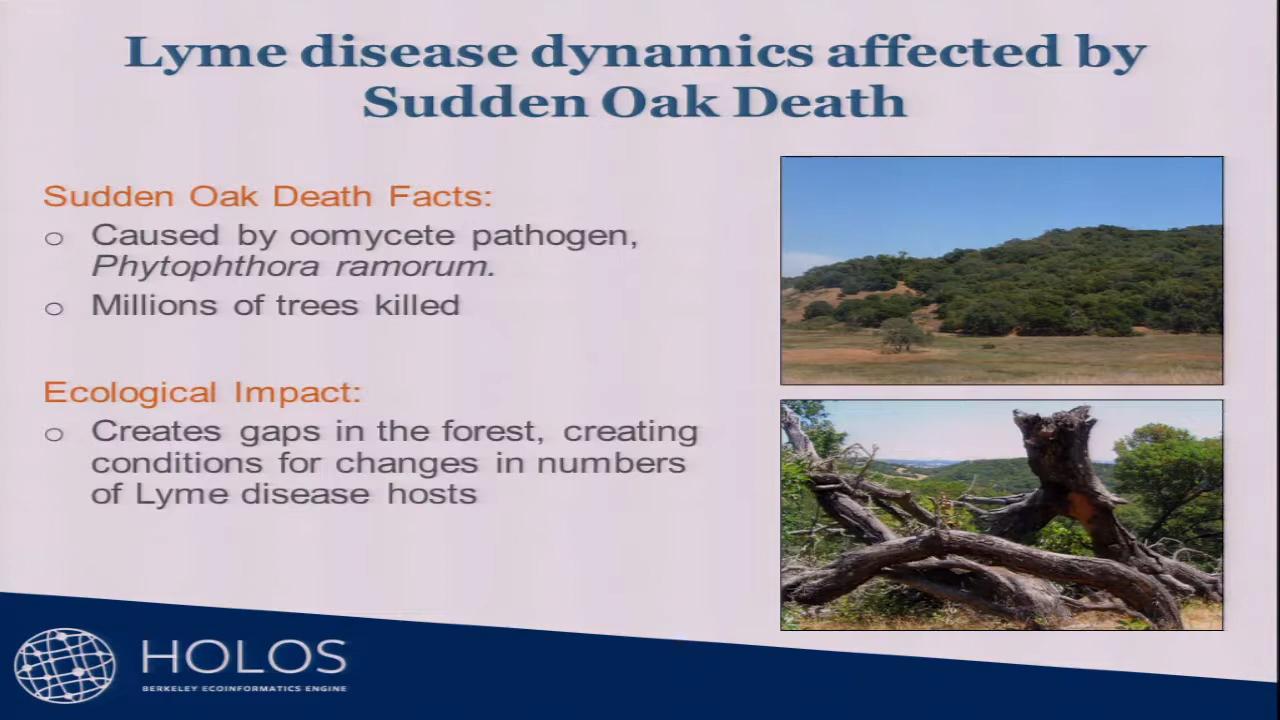 Lyme disease dynamics affected by
Sudden Oak Death
Sudden Oak Death Facts:
○ Caused by oomycete pathogen,
Phytophthora ramorum.
○ Millions of trees killed
Ecological Impact:
○ Creates gaps in the forest, creating
conditions for changes in numbers
of Lyme disease hosts
HOLOS
BERKELEY ECOINFORMATICS ENGINE